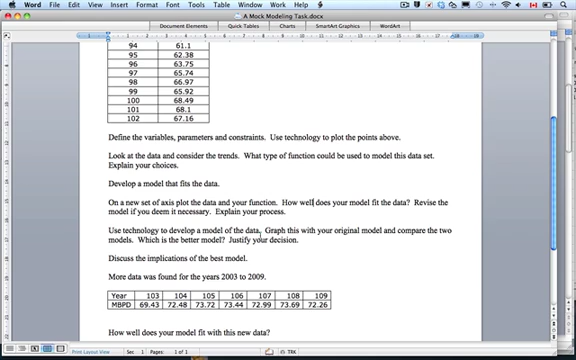 Word File Edit View Insert Format Font Tools Table Window Help
A Mock Modeling Task.docx
Document Elements Quick Tables Charts SmartArt Graphics WordArt
94 61.1
95 62.38
96 63.75
97 65.74
98 66.97
99 65.92
100 68.49
101 68.1
102 67.16
Define the variables, parameters and constraints. Use technology to plot the points above.
Look at the data and consider the trends. What type of function could be used to model this data set.
Explain your choices.
Develop a model that fits the data.
On a new set of axis plot the data and your function. How well does your model fit the data? Revise the
model if you deem it necessary. Explain your process.
Use technology to develop a model of the data. Graph this with your original model and compare the two
models. Which is the better model? Justify your decision.
Discuss the implications of the best model.
More data was found for the years 2003 to 2009.
Year 103 104 105 106 107 108 109
MBPD 69.43 72.48 73.72 73.44 72.99 73.69 72.26
How well does your model fit with this new data?
Print Layout View Sec 1 Pages: 1 of 1 TRK